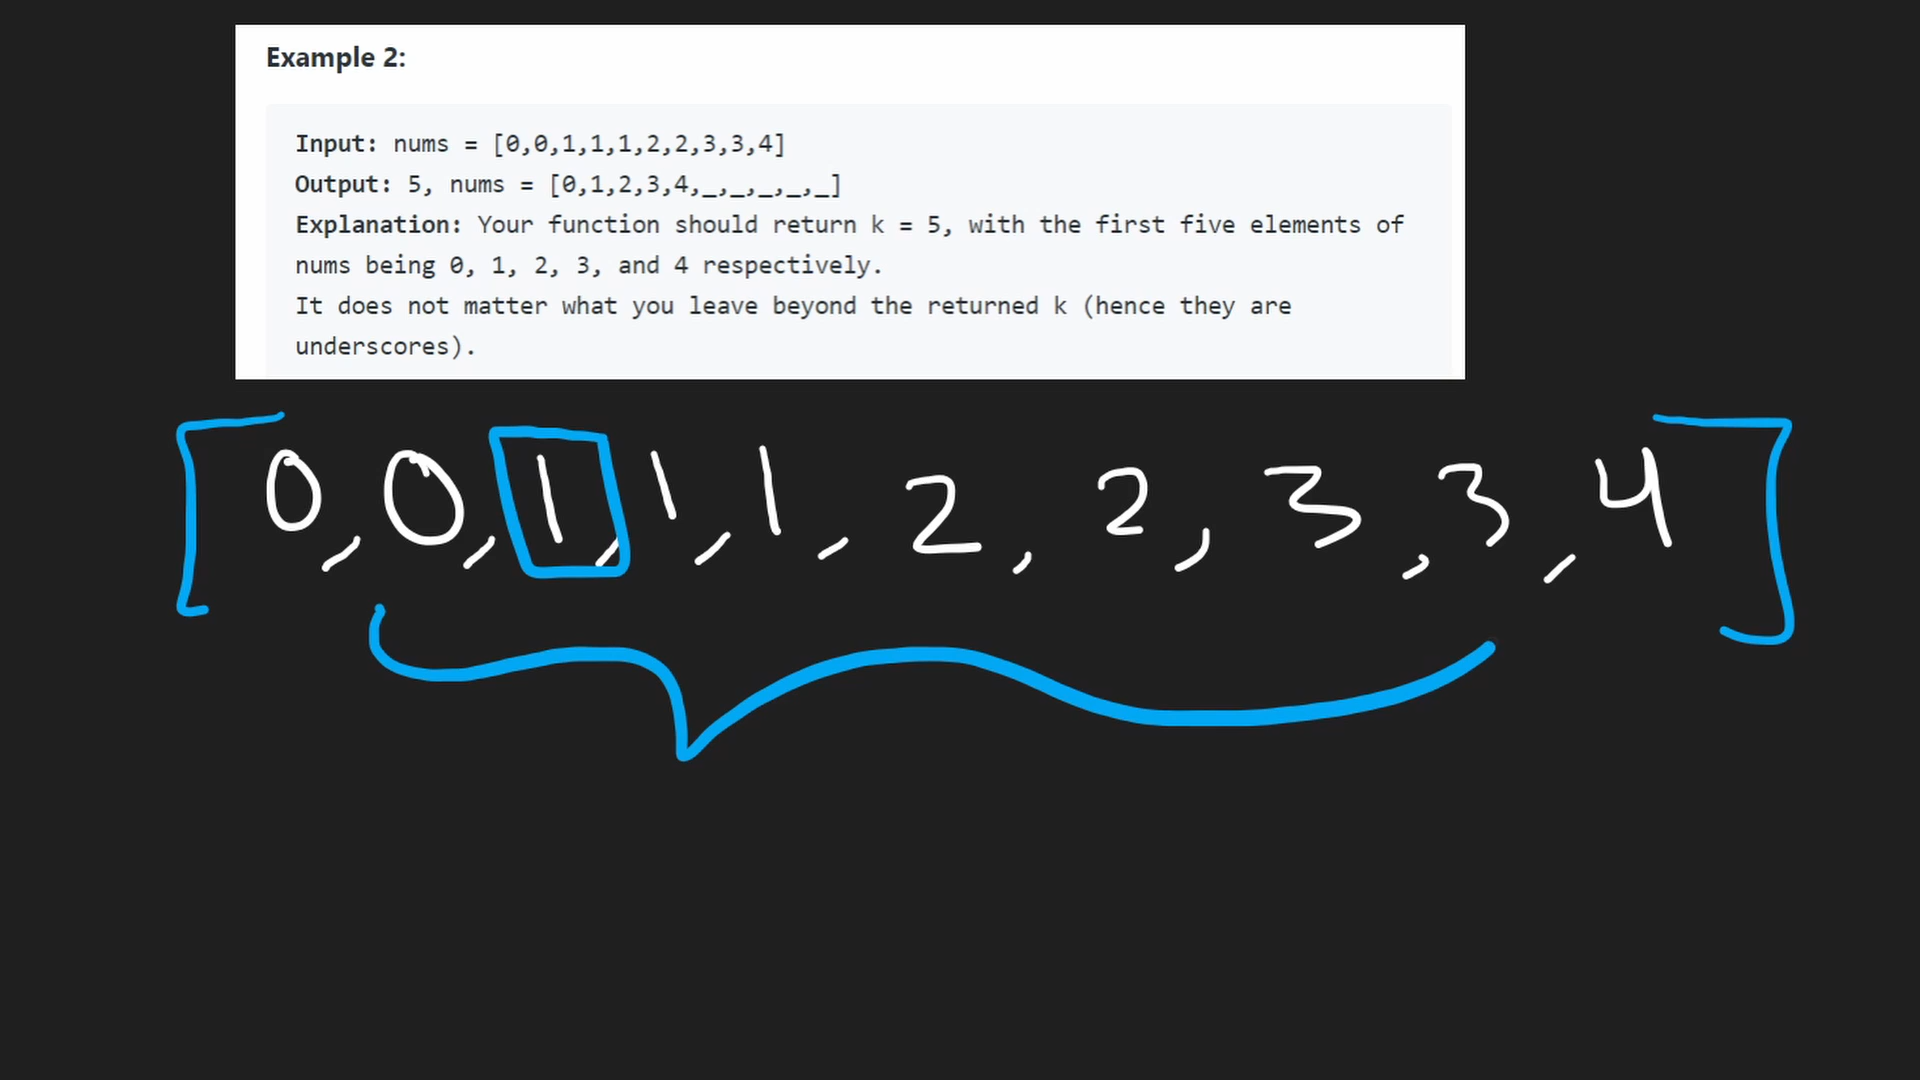 Example 2:
Input: nums = [0,0,1,1,1,2,2,3,3,4]
Output: 5, nums = [0,1,2,3,4,_,_,_,_,_]
Explanation: Your function should return k = 5, with the first five elements of
nums being 0, 1, 2, 3, and 4 respectively.
It does not matter what you leave beyond the returned k (hence they are
underscores).
[0,0,1,1,1,2,2,3,3,4]